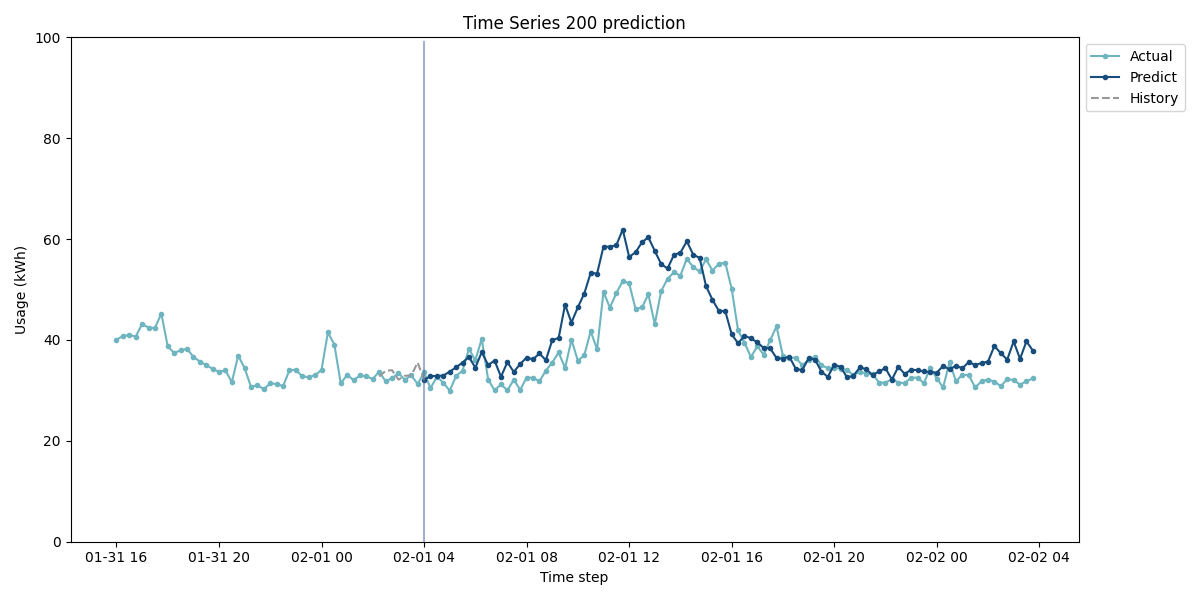 Time Series 200 prediction
Usage (kWh)
100
80
60
40
20
0
01-31 16
01-31 20
02-01 00
02-01 04
02-01 08
02-01 12
02-01 16
02-01 20
02-02 00
02-02 04
Time step
Actual
Predict
History